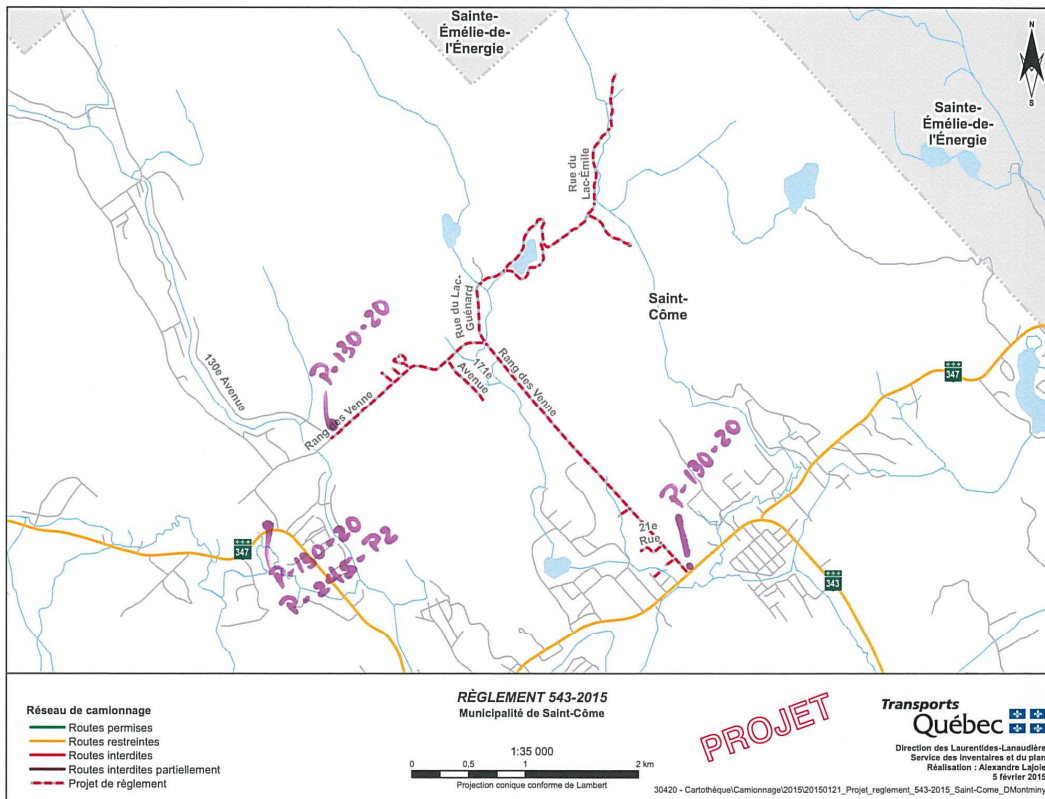 Sainte-
Émélie-de-
l'Énergie
N
S
Sainte-
Émélie-de-
l'Énergie
Rue du
Lac-Émile
Rue du Lac-
Guénard
Saint-
Côme
P-130-20
130e Avenue
Rang des Venne
171e
Avenue
Rang des Venne
347
P-130-20
21e
Rue
347
P-130-20
P-245-P2
343
Réseau de camionnage
Routes permises
Routes restreintes
Routes interdites
Routes interdites partiellement
Projet de règlement
RÈGLEMENT 543-2015
Municipalité de Saint-Côme
1:35 000
0 0,5 1 2 km
Projection conique conforme de Lambert
PROJET
Transports
Québec
Direction des Laurentides-Lanaudière
Service des inventaires et du plan
Réalisation : Alexandre Lajoie
5 février 2015
30420 - Cartothèque\Camionnage\2015\20150121_Projet_reglement_543-2015_Saint-Come_DMontminy